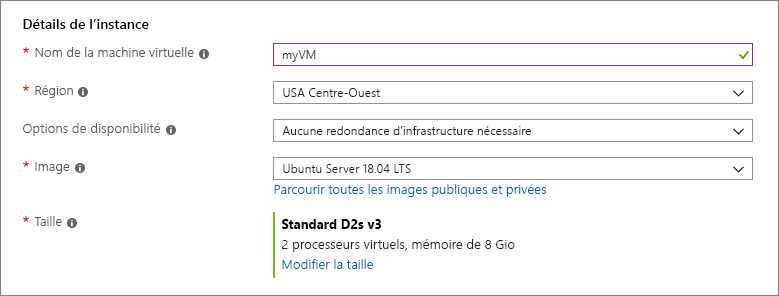 Détails de l'instance
* Nom de la machine virtuelle
myVM
* Région
USA Centre-Ouest
Options de disponibilité
Aucune redondance d'infrastructure nécessaire
* Image
Ubuntu Server 18.04 LTS
Parcourir toutes les images publiques et privées
* Taille
Standard D2s v3
2 processeurs virtuels, mémoire de 8 Gio
Modifier la taille